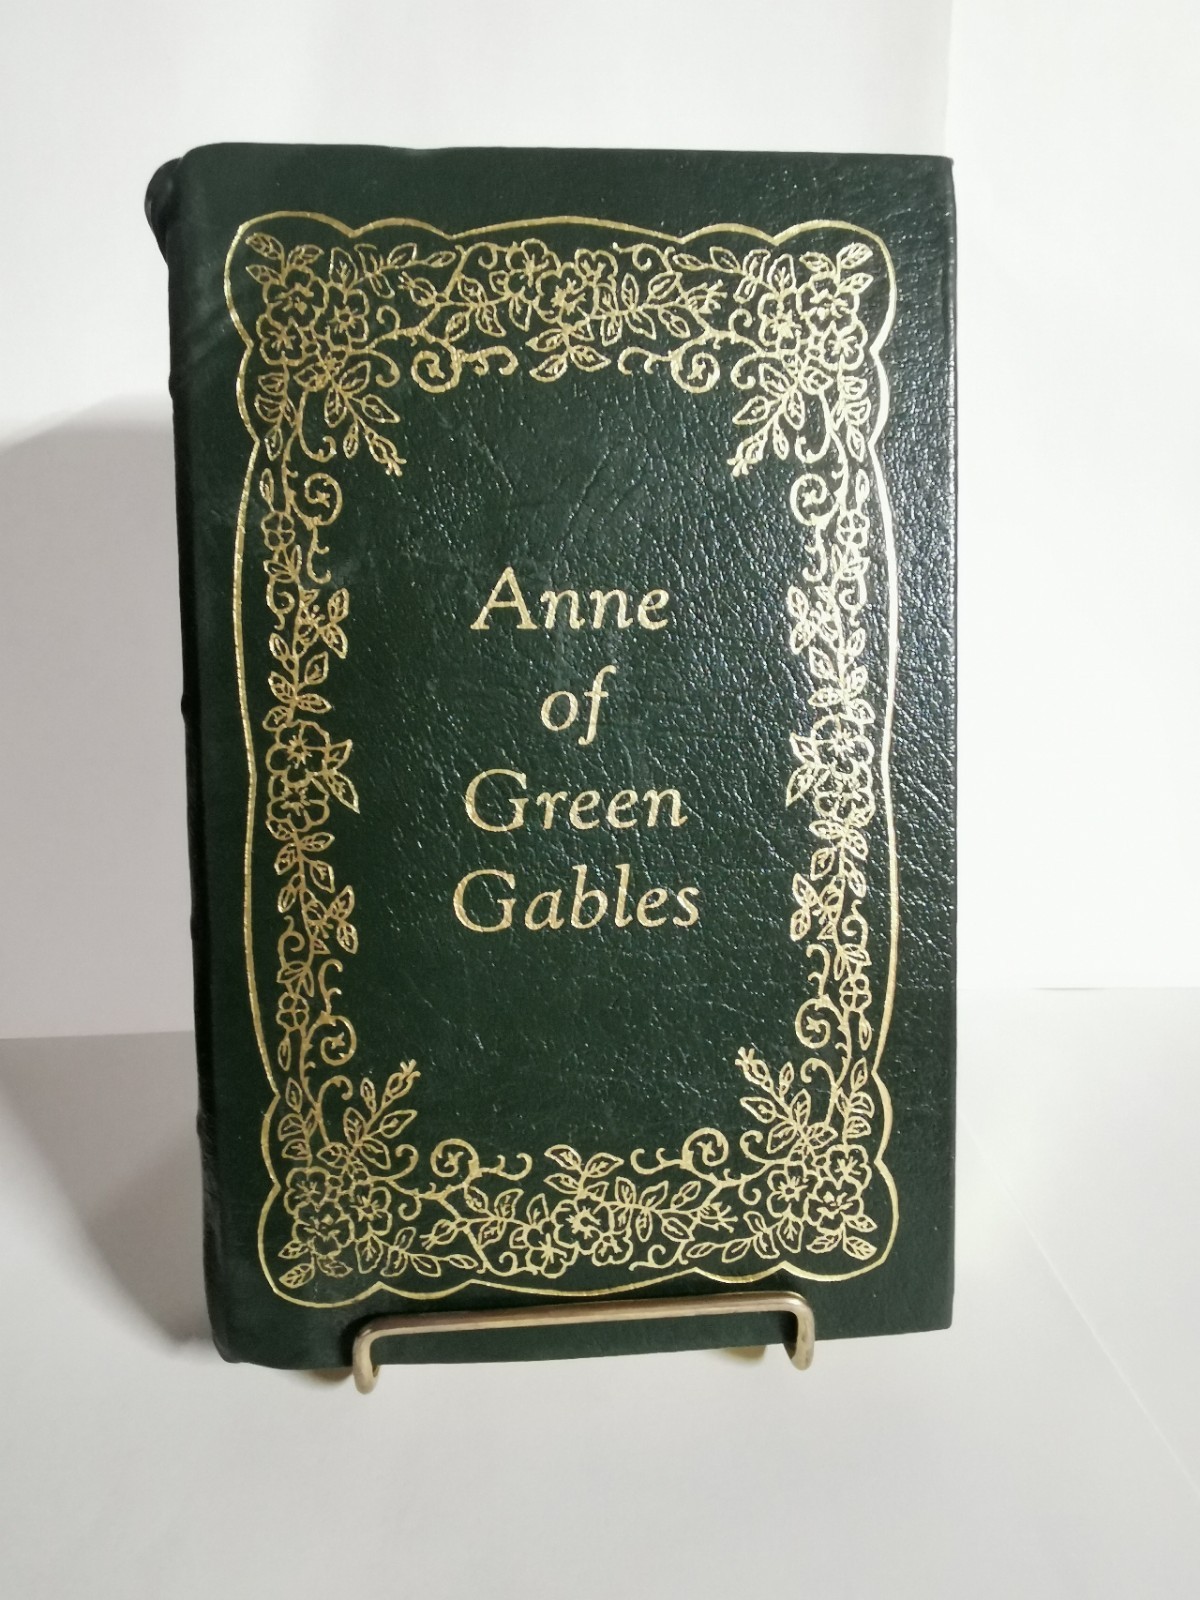 Anne
of
Green
Gables